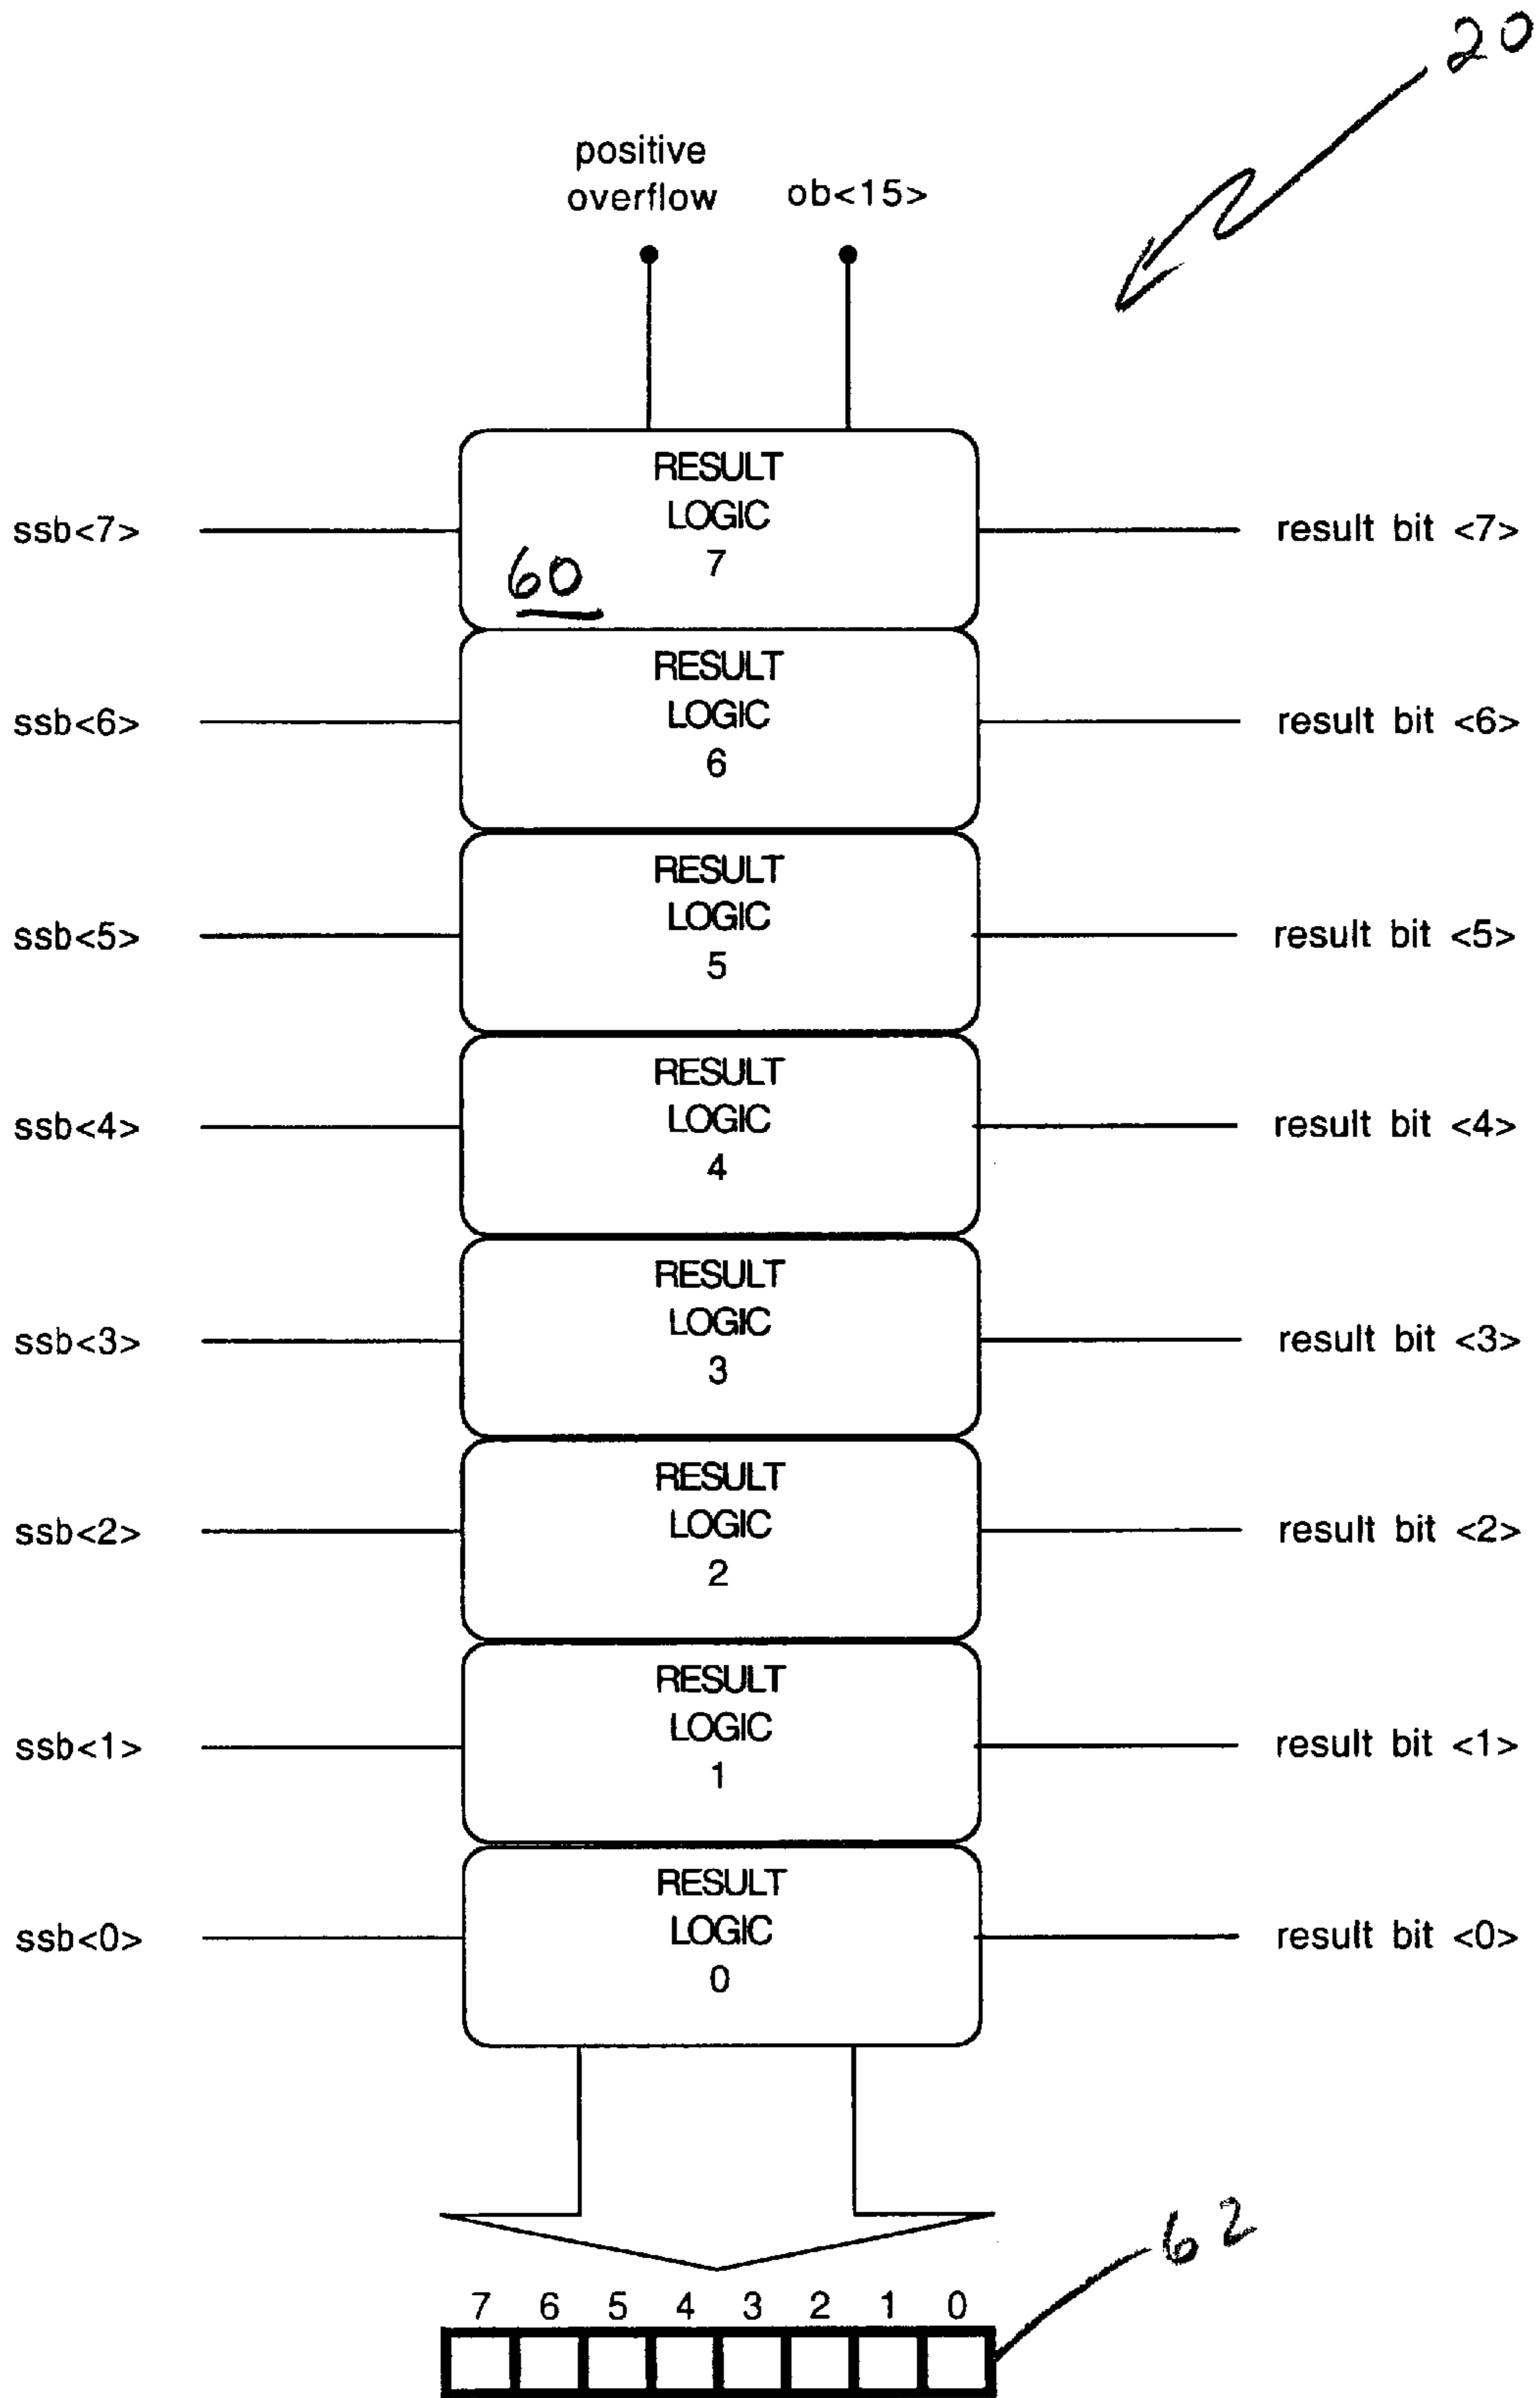 20
positive
overflow
ob<15>
RESULT
LOGIC
7
ssb<7>
result bit <7>
60
RESULT
LOGIC
6
ssb<6>
result bit <6>
RESULT
LOGIC
5
ssb<5>
result bit <5>
RESULT
LOGIC
4
ssb<4>
result bit <4>
RESULT
LOGIC
3
ssb<3>
result bit <3>
RESULT
LOGIC
2
ssb<2>
result bit <2>
RESULT
LOGIC
1
ssb<1>
result bit <1>
RESULT
LOGIC
0
ssb<0>
result bit <0>
62
7 6 5 4 3 2 1 0